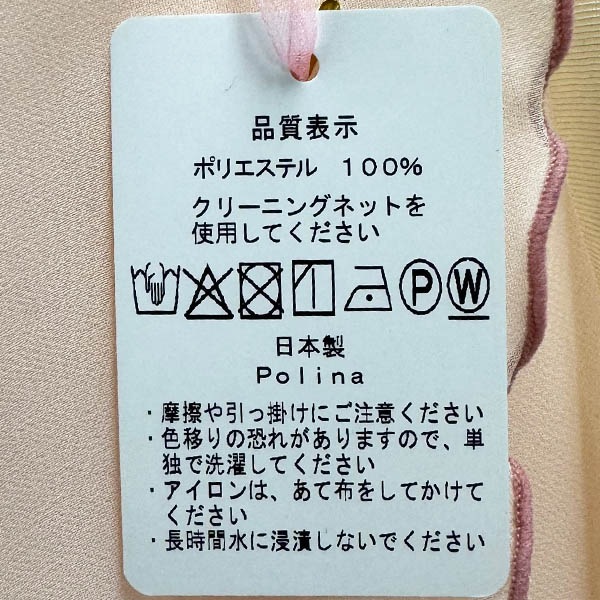 品質表示
ポリエステル 100%
クリーニングネットを
使用してください
P W
日本製
Polina
・摩擦や引っ掛けにご注意ください
・色移りの恐れがありますので、単
独で洗濯してください
・アイロンは、あて布をしてかけて
ください
・長時間水に浸漬しないでください